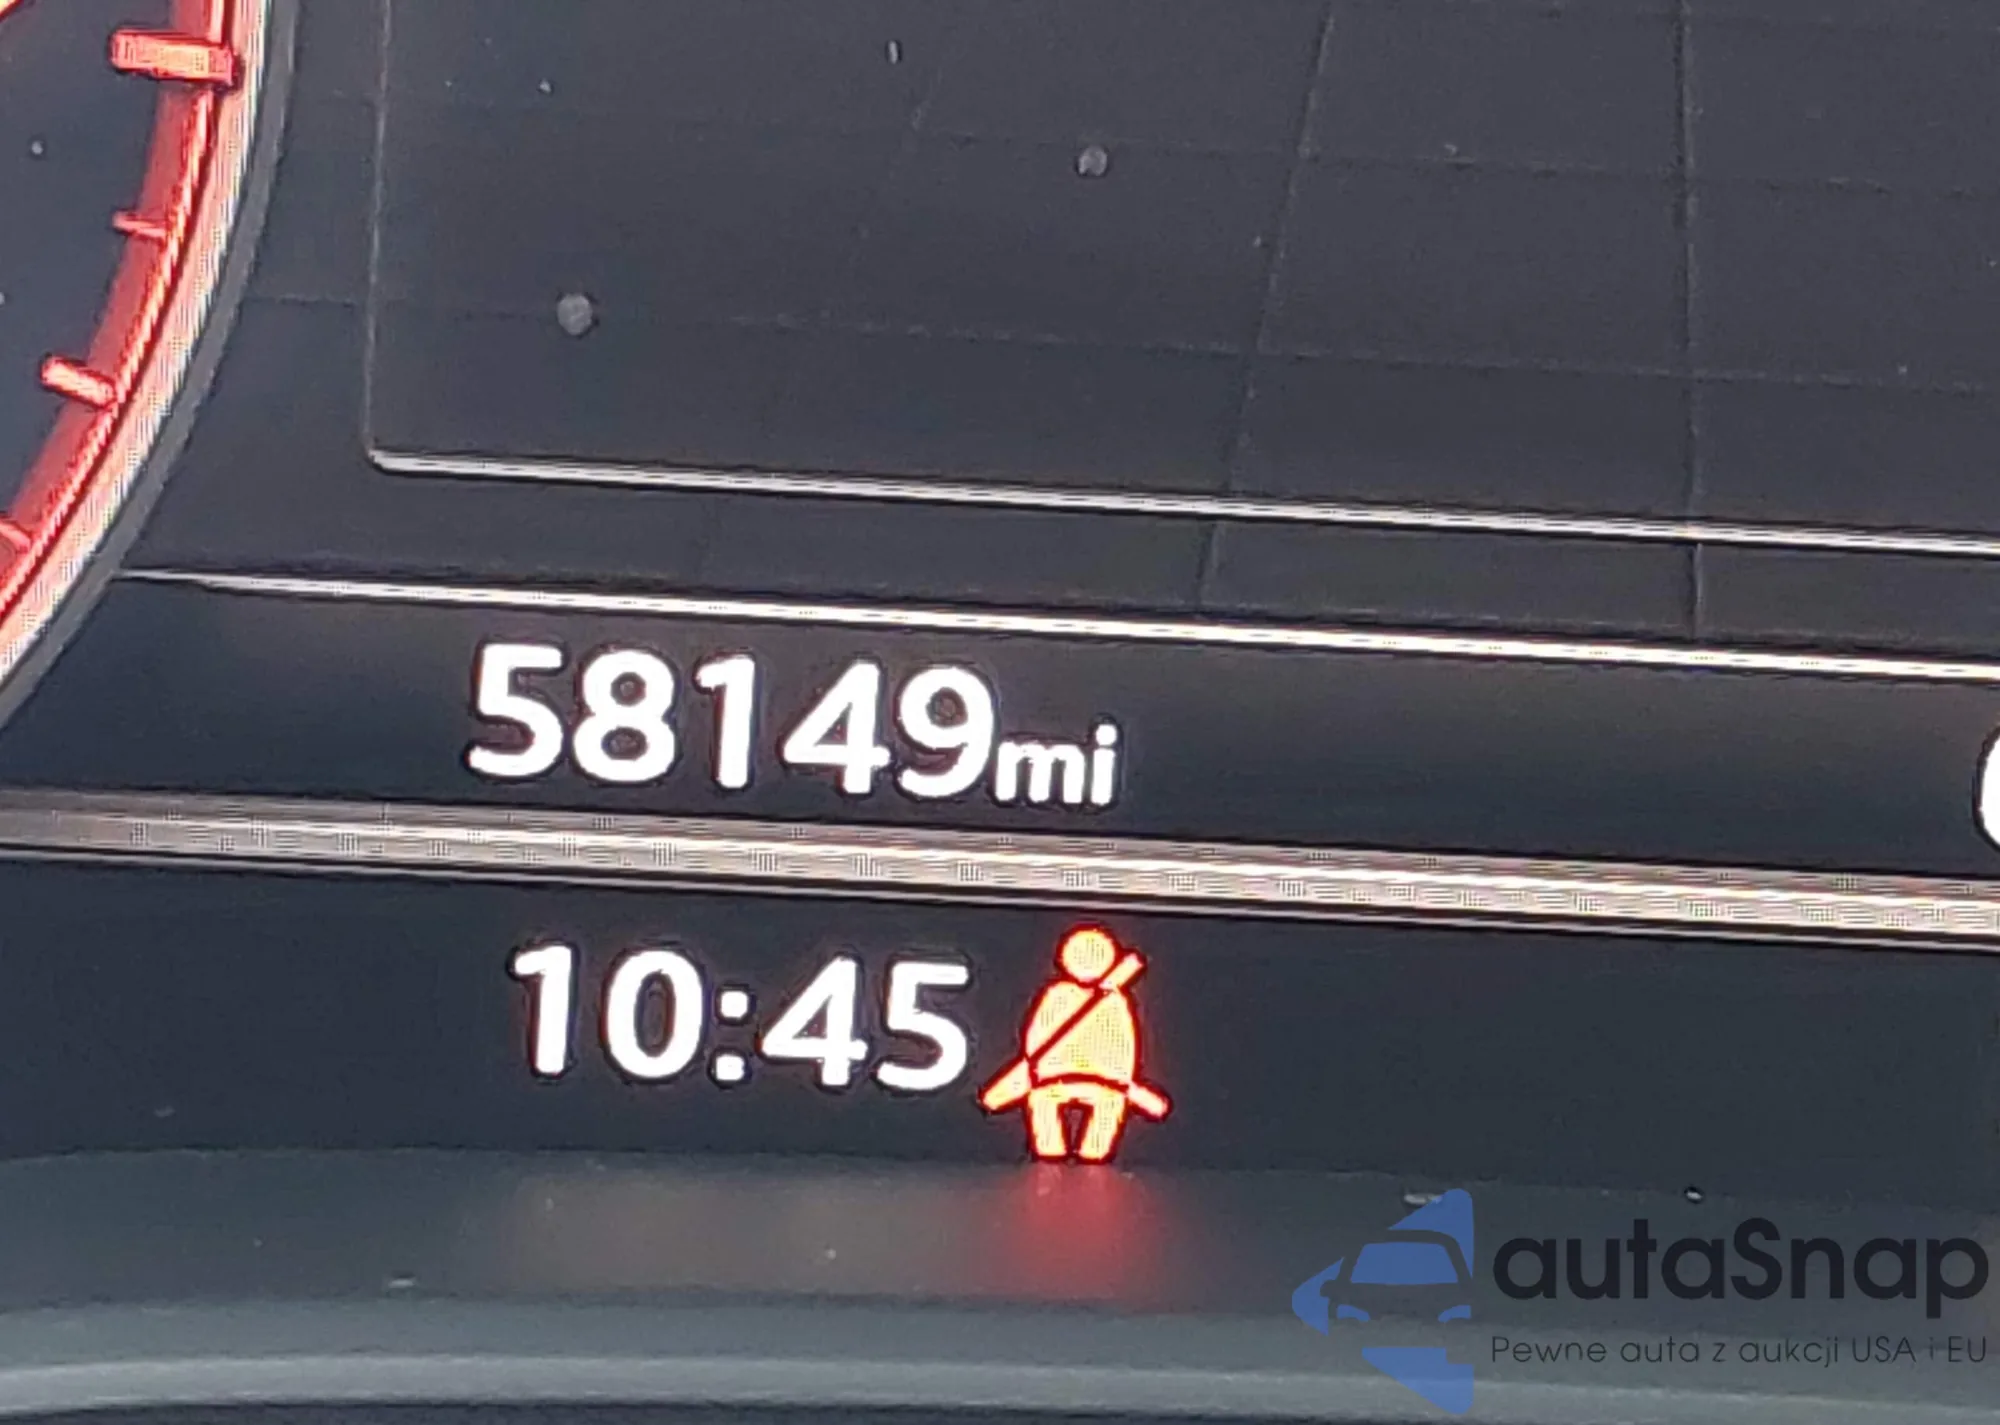 58149mi
10:45
autaSnap
Pewne auta z aukcji USA i EU